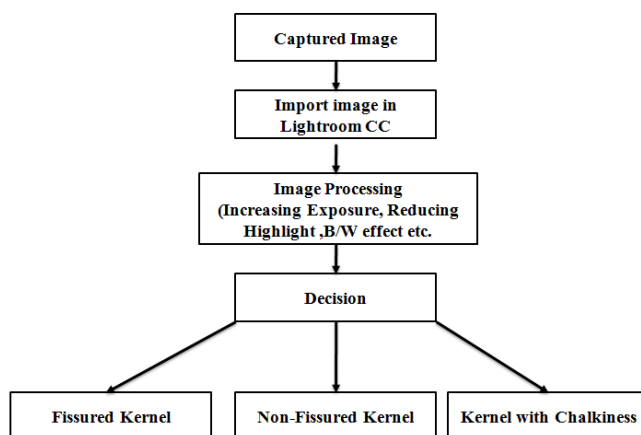 Captured Image
Import image in
Lightroom CC
Image Processing
(Increasing Exposure, Reducing
Highlight ,B/W effect etc.
Decision
Fissured Kernel
Non-Fissured Kernel
Kernel with Chalkiness